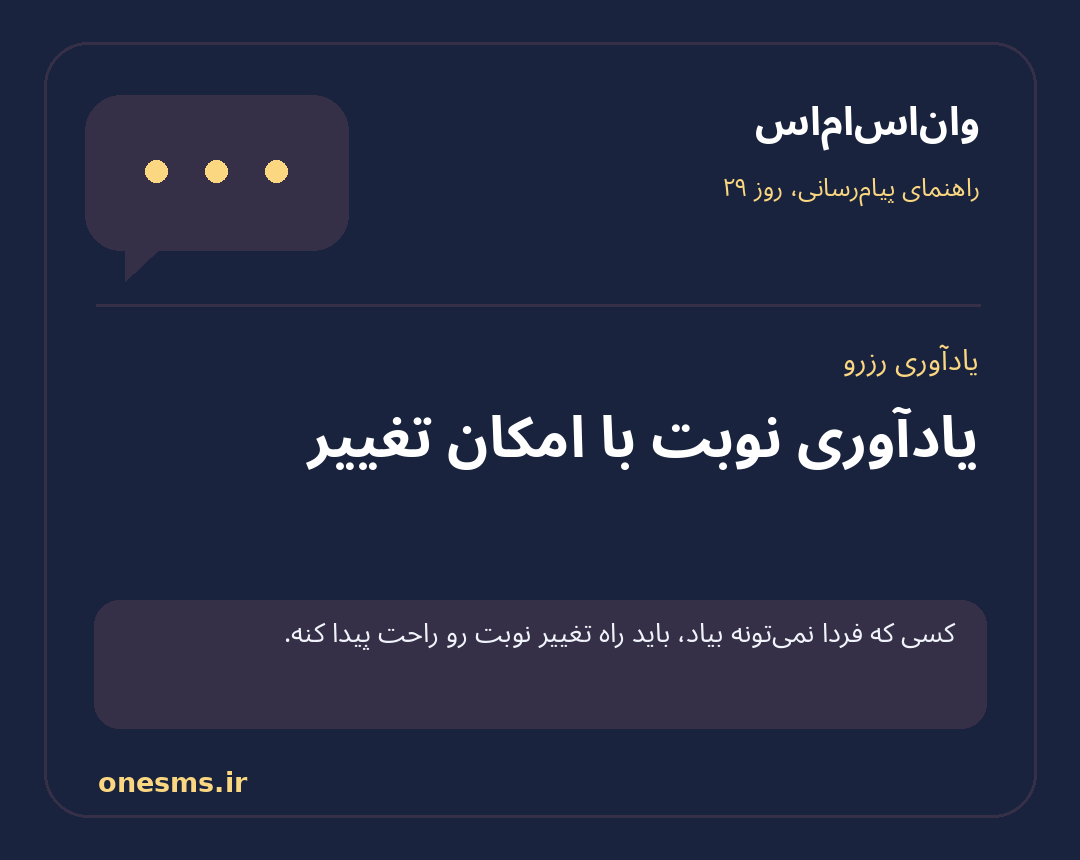 وان‌اس‌ام‌اس
راهنمای پیام‌رسانی، روز ۲۹
یادآوری رزرو
یادآوری نوبت با امکان تغییر
کسی که فردا نمی‌تونه بیاد، باید راه تغییر نوبت رو راحت پیدا کنه.
onesms.ir